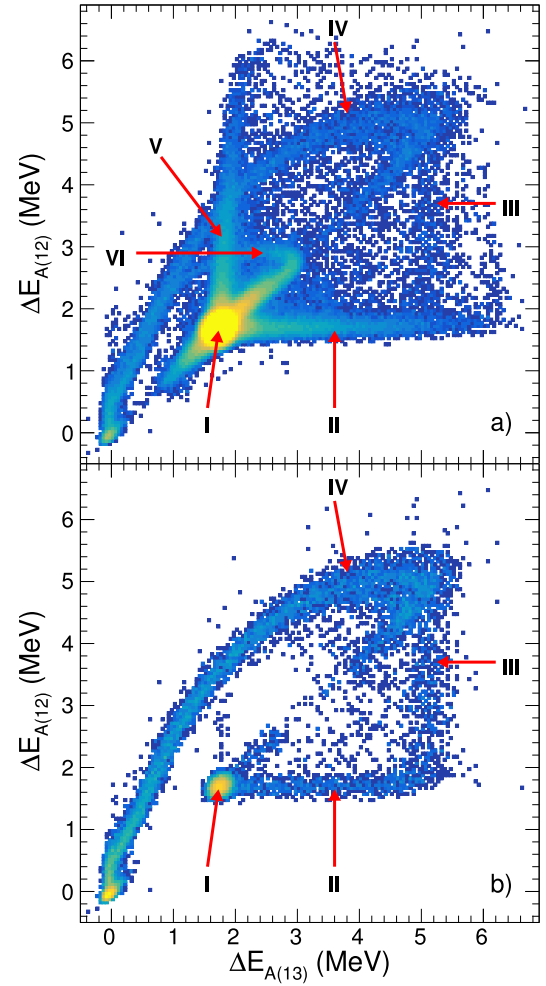 6
5
4
3
2
1
0
ΔE_A(12) (MeV)
IV
V
III
VI
I
II
a)
6
5
4
3
2
1
0
ΔE_A(12) (MeV)
IV
III
I
II
b)
0 1 2 3 4 5 6
ΔE_A(13) (MeV)